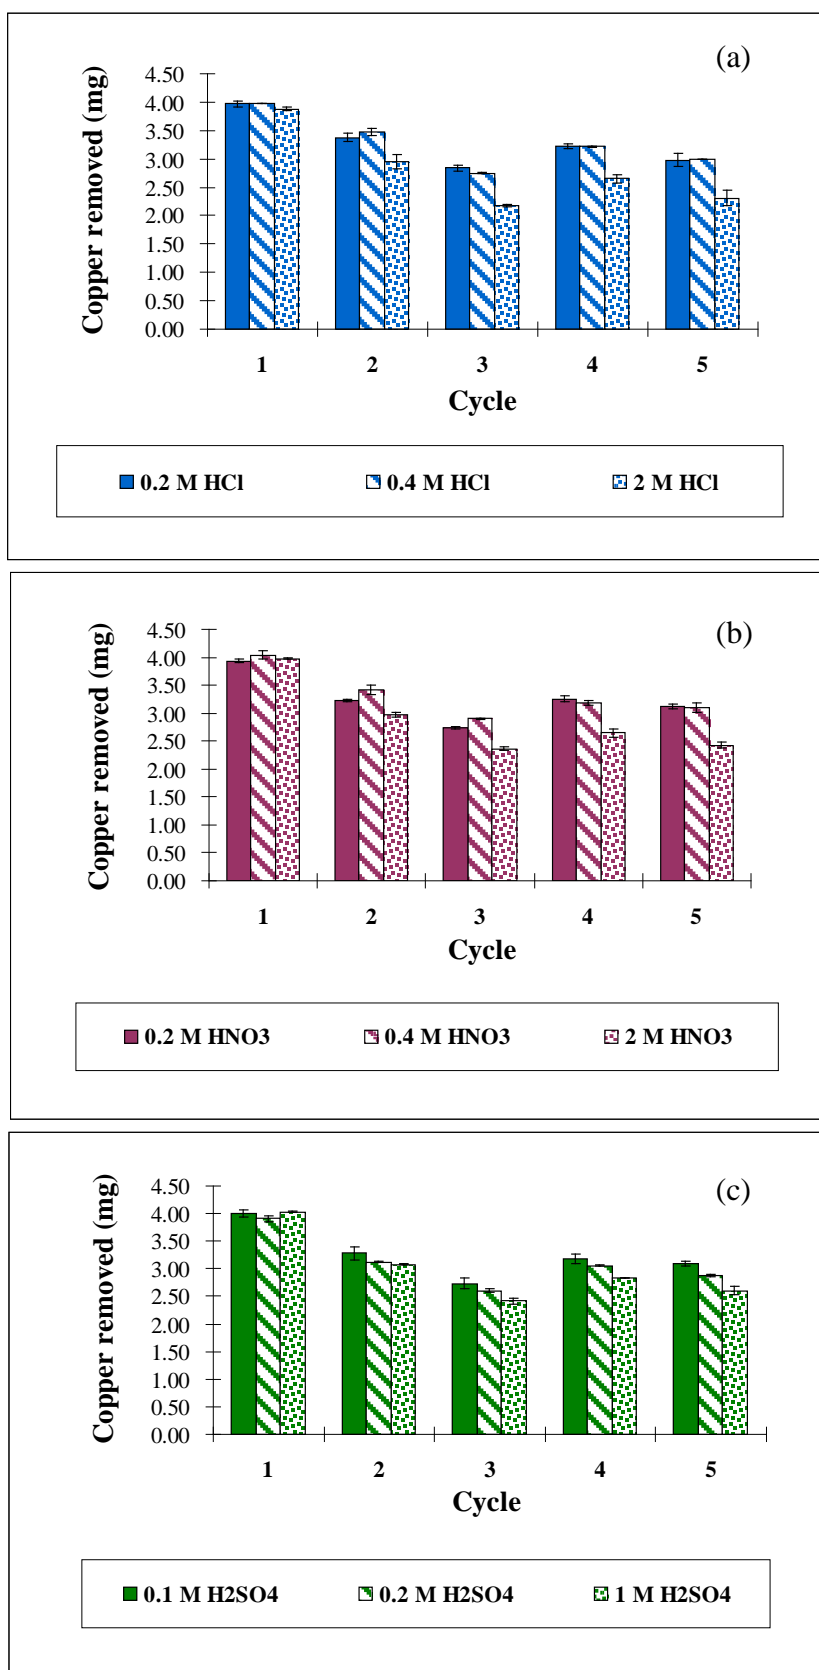 (a)
Copper removed (mg)
4.50
4.00
3.50
3.00
2.50
2.00
1.50
1.00
0.50
0.00
1 2 3 4 5
Cycle
0.2 M HCl 0.4 M HCl 2 M HCl
(b)
Copper removed (mg)
4.50
4.00
3.50
3.00
2.50
2.00
1.50
1.00
0.50
0.00
1 2 3 4 5
Cycle
0.2 M HNO3 0.4 M HNO3 2 M HNO3
(c)
Copper removed (mg)
4.50
4.00
3.50
3.00
2.50
2.00
1.50
1.00
0.50
0.00
1 2 3 4 5
Cycle
0.1 M H2SO4 0.2 M H2SO4 1 M H2SO4